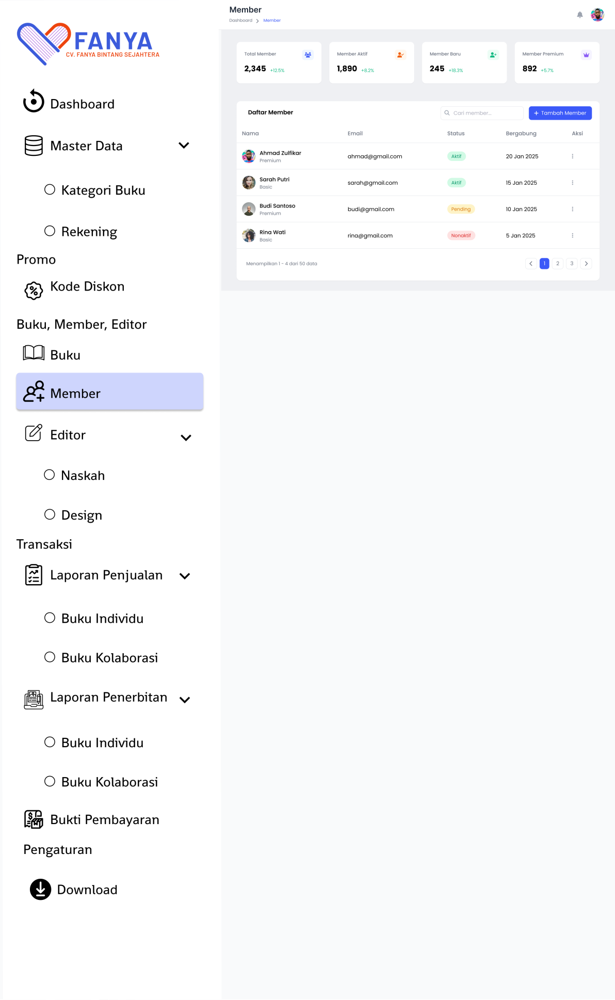 FANYA
CV. FANYA BINTANG SEJAHTERA
Dashboard
Master Data
Kategori Buku
Rekening
Promo
Kode Diskon
Buku, Member, Editor
Buku
Member
Editor
Naskah
Design
Transaksi
Laporan Penjualan
Buku Individu
Buku Kolaborasi
Laporan Penerbitan
Buku Individu
Buku Kolaborasi
Bukti Pembayaran
Pengaturan
Download
Member
Dashboard > Member
Total Member
2,345 +12.5%
Member Aktif
1,890 +8.2%
Member Baru
245 +18.3%
Member Premium
892 +5.7%
Daftar Member
Cari member...
+ Tambah Member
Nama Email Status Bergabung Aksi
Ahmad Zulfikar
Premium
ahmad@gmail.com Aktif 20 Jan 2025
Sarah Putri
Basic
sarah@gmail.com Aktif 15 Jan 2025
Budi Santoso
Premium
budi@gmail.com Pending 10 Jan 2025
Rina Wati
Basic
rina@gmail.com Nonaktif 5 Jan 2025
Menampilkan 1 - 4 dari 50 data
< 1 2 3 >